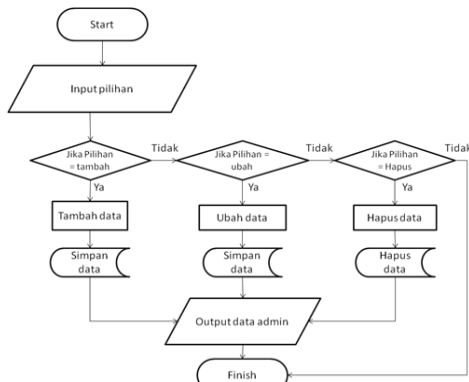 Start
Input pilihan
Jika Pilihan
= tambah
Tidak
Jika Pilihan =
ubah
Tidak
Jika Pilihan
= Hapus
Tidak
Ya
Ya
Ya
Tambah data
Ubah data
Hapus data
Simpan
data
Simpan
data
Hapus
data
Output data admin
Finish